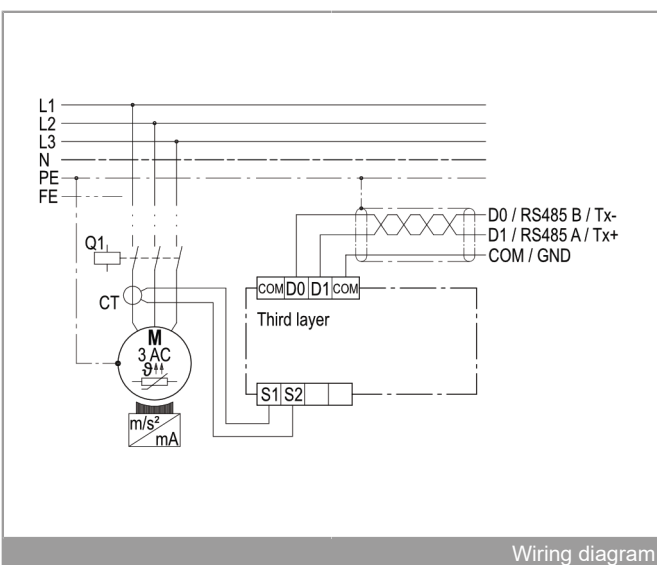 L1
L2
L3
N
PE
FE
D0 / RS485 B / Tx-
D1 / RS485 A / Tx+
COM / GND
Q1
CT
COM D0 D1 COM
Third layer
M
3 AC
ϑ
S1 S2
m/s²
mA
Wiring diagram